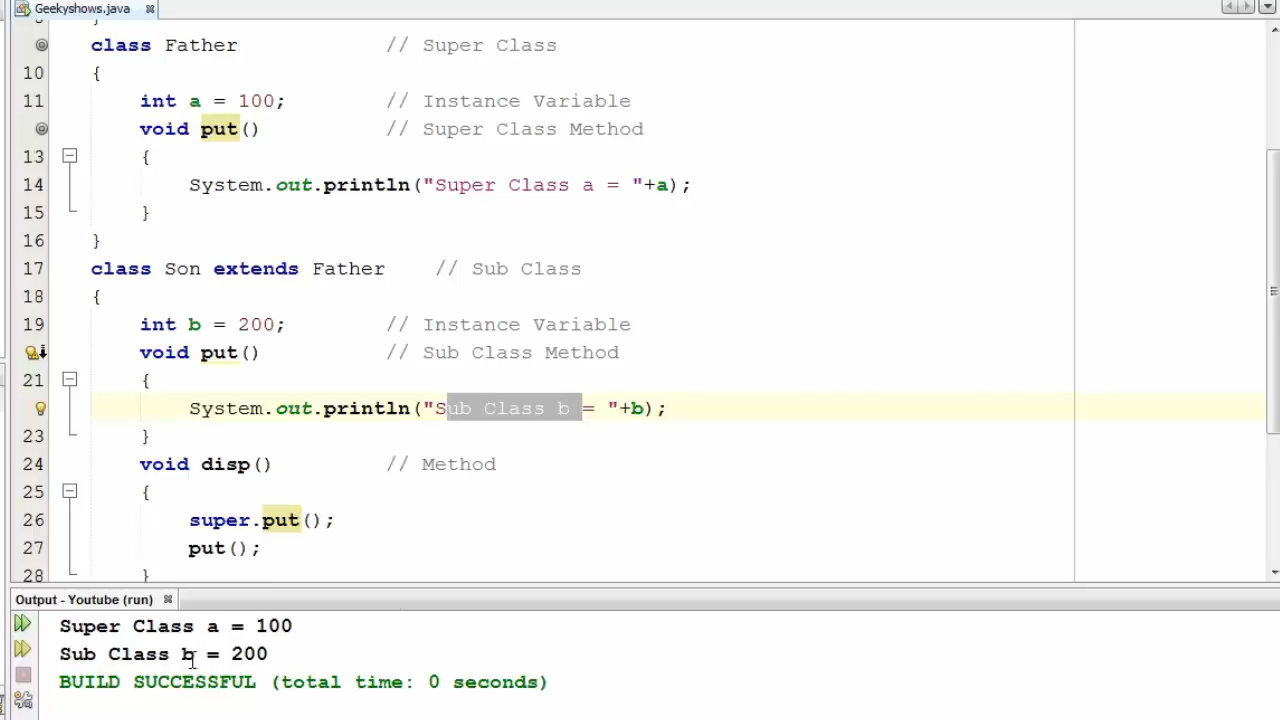 Geekyshows.java
}
class Father // Super Class
10 {
11 int a = 100; // Instance Variable
void put() // Super Class Method
13 {
14 System.out.println("Super Class a = "+a);
15 }
16 }
17 class Son extends Father // Sub Class
18 {
19 int b = 200; // Instance Variable
void put() // Sub Class Method
21 {
System.out.println("Sub Class b = "+b);
23 }
24 void disp() // Method
25 {
26 super.put();
27 put();
28 }
Output - Youtube (run)
Super Class a = 100
Sub Class b = 200
BUILD SUCCESSFUL (total time: 0 seconds)